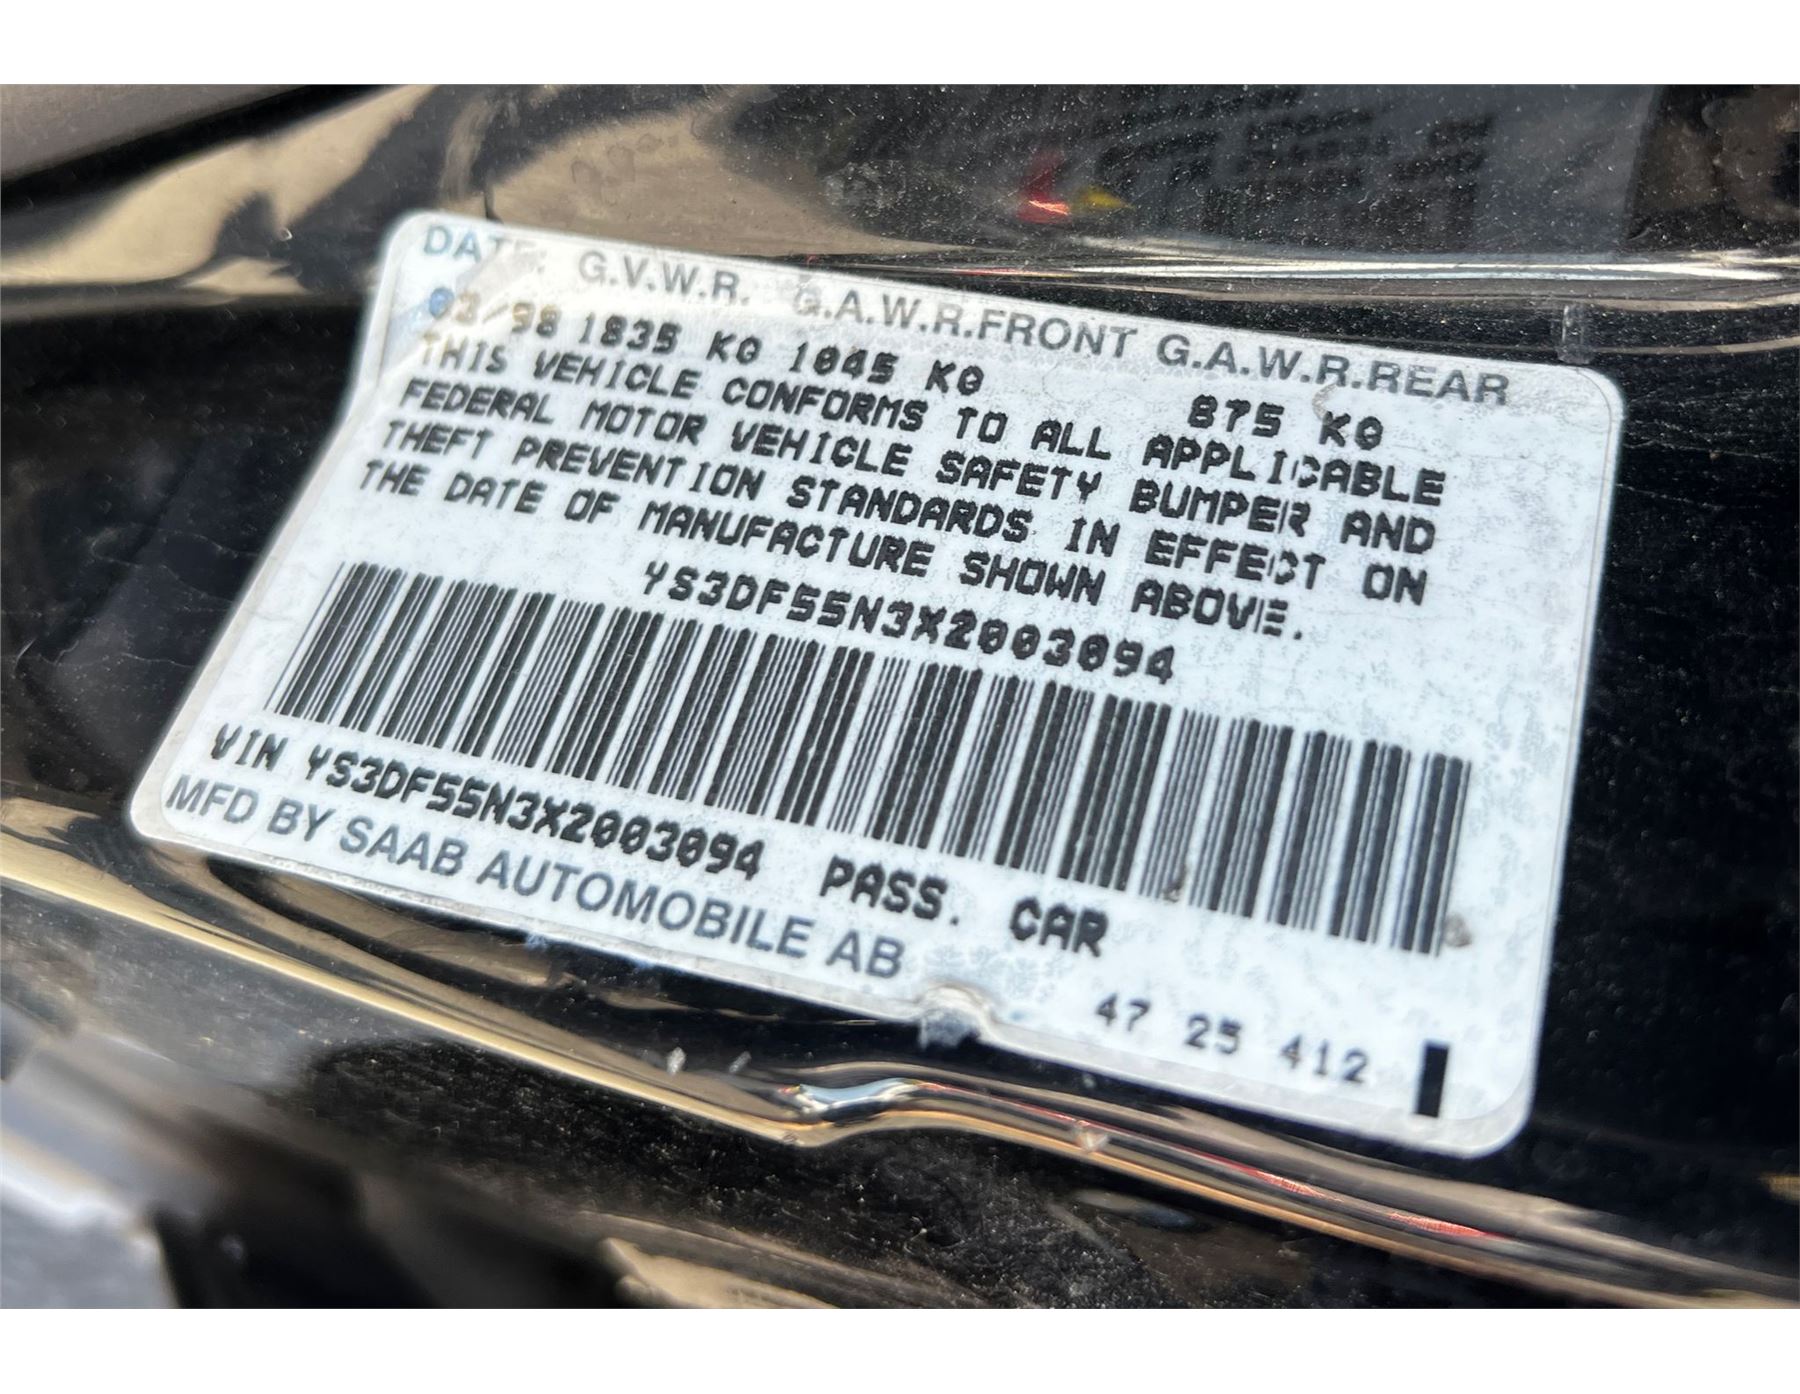 DATE. G.V.W.R. G.A.W.R.FRONT G.A.W.R.REAR
03/98 1835 KG 1045 KG 875 KG
THIS VEHICLE CONFORMS TO ALL APPLICABLE
FEDERAL MOTOR VEHICLE SAFETY BUMPER AND
THEFT PREVENTION STANDARDS IN EFFECT ON
THE DATE OF MANUFACTURE SHOWN ABOVE.
YS3DF55N3X2003094
VIN YS3DF55N3X2003094 PASS. CAR
MFD BY SAAB AUTOMOBILE AB
47 25 412